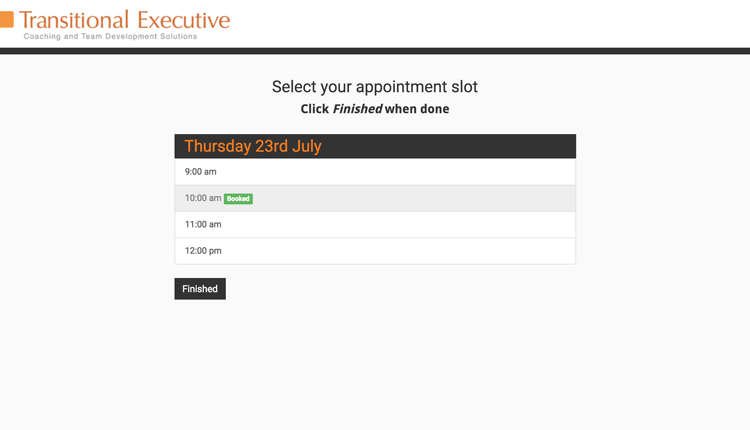 Transitional Executive
Coaching and Team Development Solutions
Select your appointment slot
Click Finished when done
Thursday 23rd July
9:00 am
10:00 am Booked
11:00 am
12:00 pm
Finished